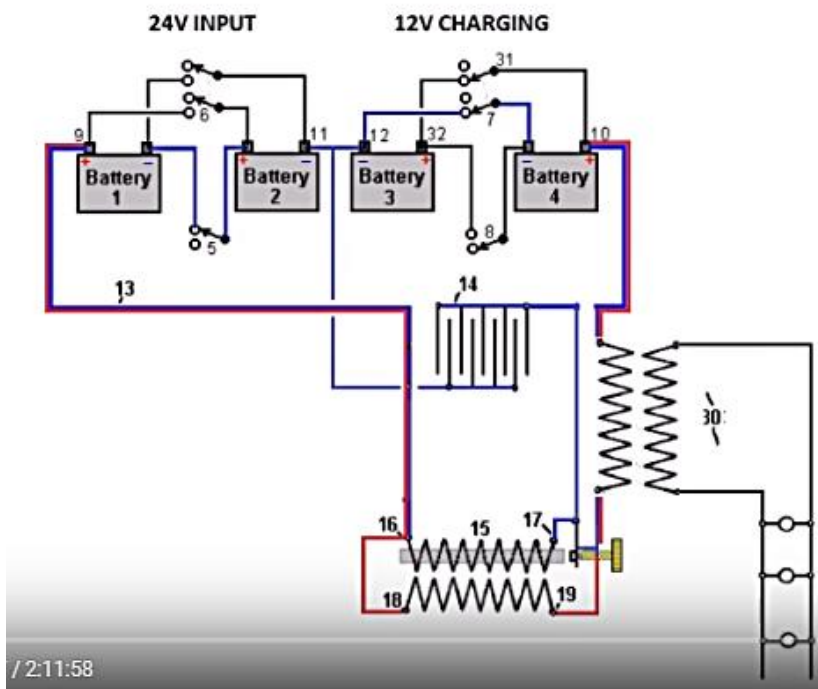 24V INPUT 12V CHARGING
31
6 7
9 11 12 32 10
+ - + - - + - +
Battery 1
Battery 2
Battery 3
Battery 4
5 8
13 14
30
16 15 17
18 19
/ 2:11:58